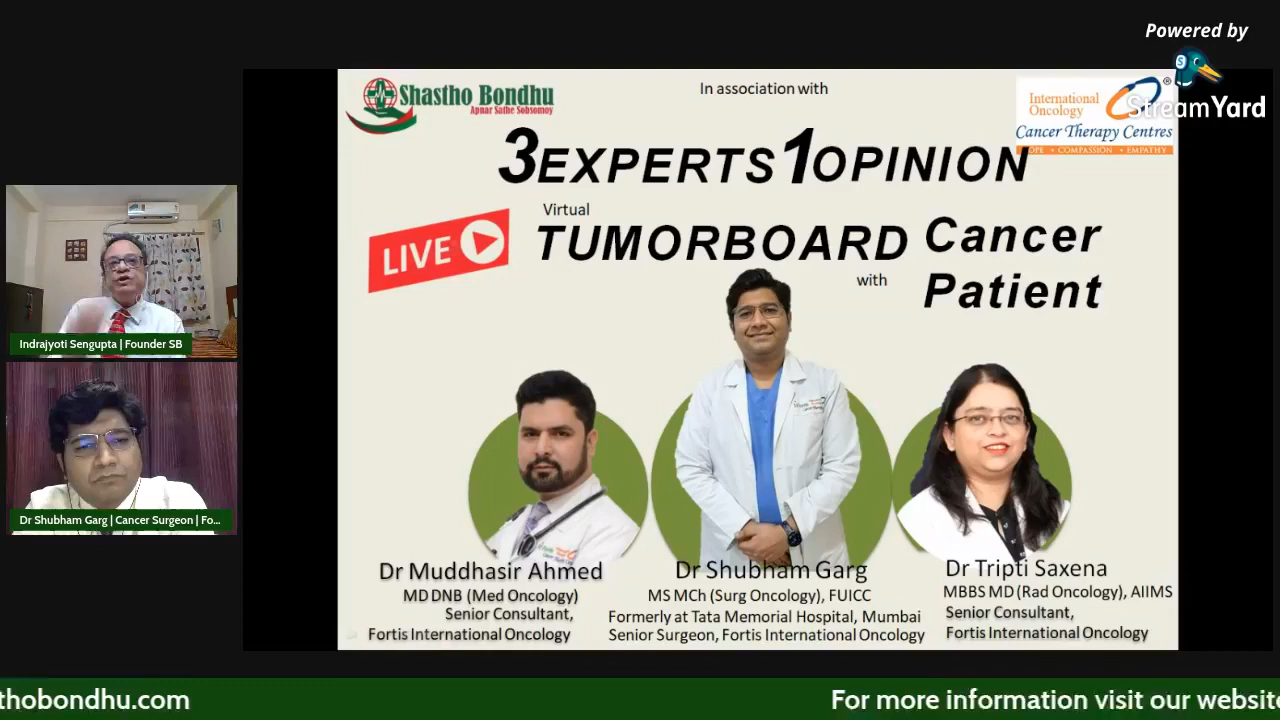 Powered by
StreamYard
Shastho Bondhu
Apnar Sathe Sobsomoy
In association with
International
Oncology
Cancer Therapy Centres
HOPE • COMPASSION • EMPATHY
3EXPERTS1OPINION
LIVE
Virtual
TUMORBOARD
with
Cancer
Patient
Indrajyoti Sengupta | Founder SB
Dr Shubham Garg | Cancer Surgeon | Fo...
Dr Muddhasir Ahmed
MD DNB (Med Oncology)
Senior Consultant,
Fortis International Oncology
Dr Shubham Garg
MS MCh (Surg Oncology), FUICC
Formerly at Tata Memorial Hospital, Mumbai
Senior Surgeon, Fortis International Oncology
Dr Tripti Saxena
MBBS MD (Rad Oncology), AIIMS
Senior Consultant,
Fortis International Oncology
thobondhu.com
For more information visit our website